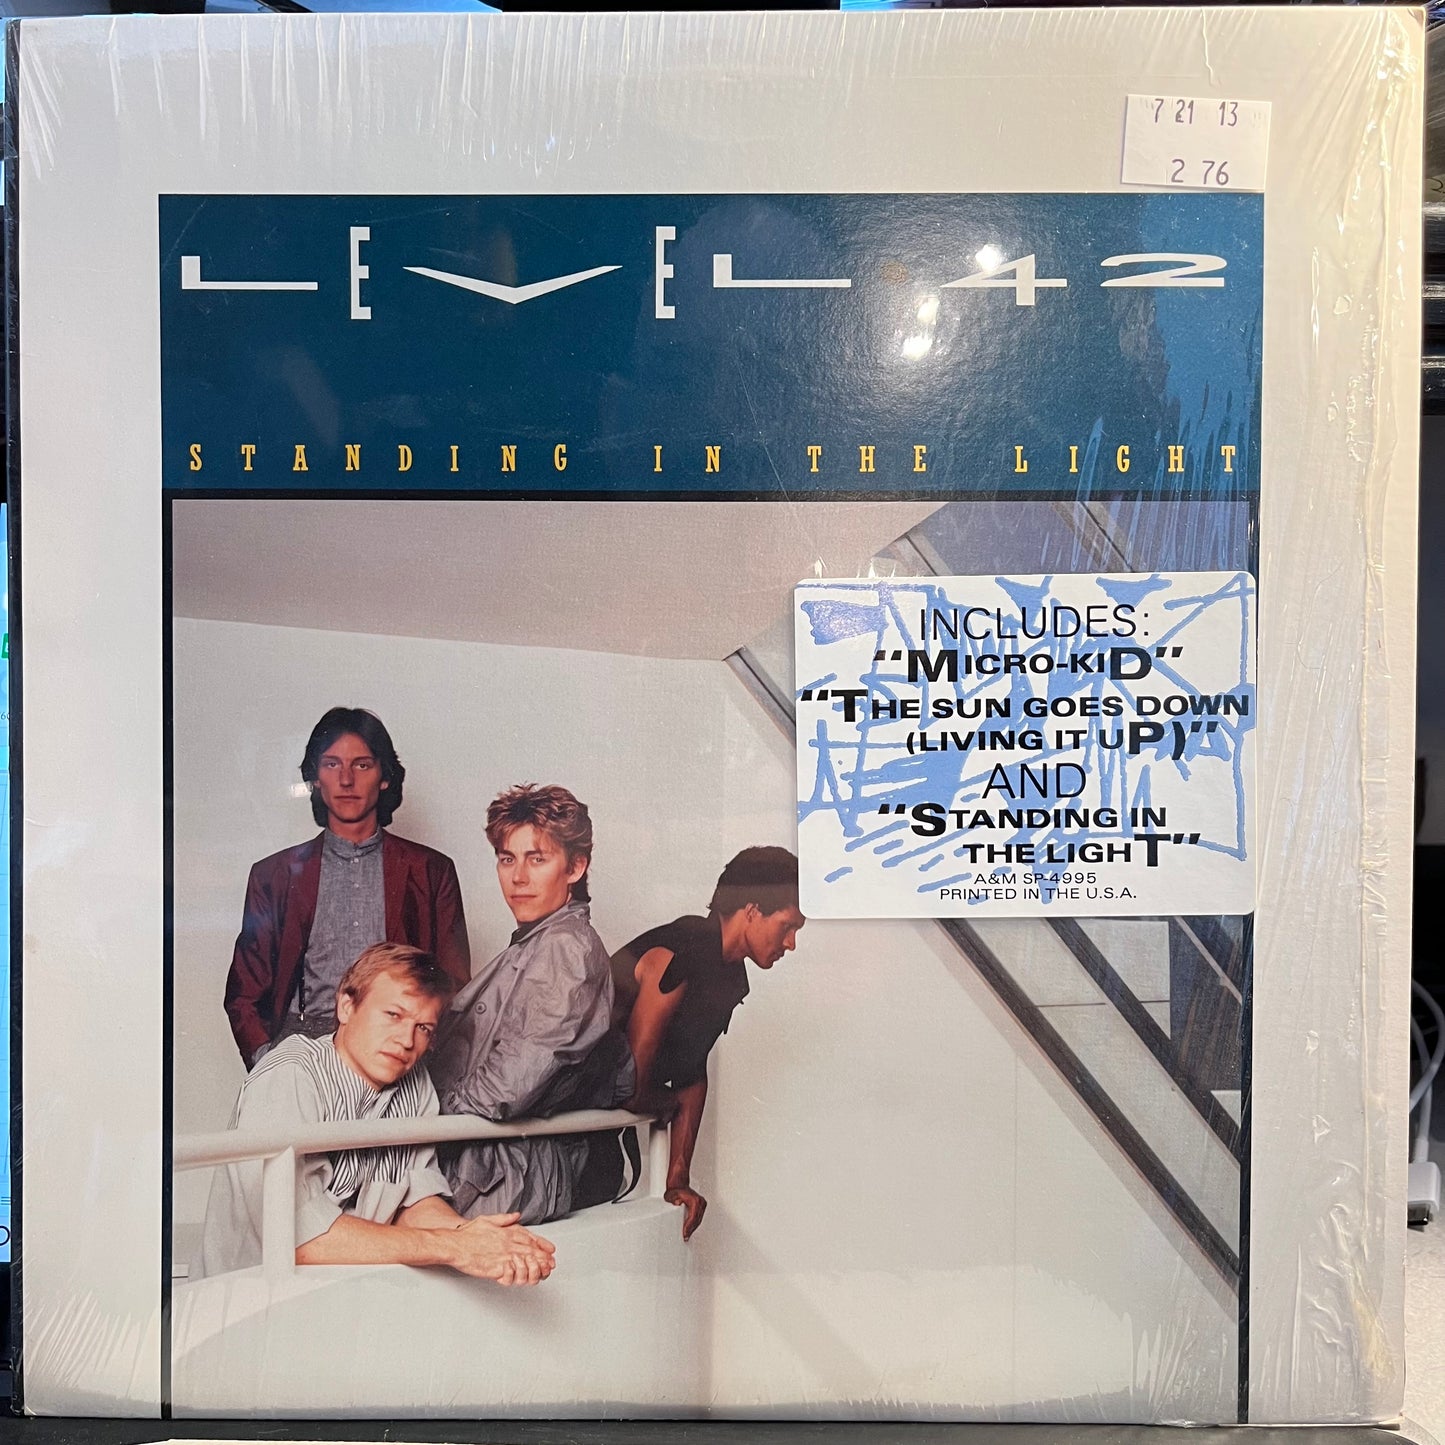 7 21 13
2 76
LEVEL 42
STANDING IN THE LIGHT
INCLUDES:
“MICRO-KID”
“THE SUN GOES DOWN
(LIVING IT UP)”
AND
“STANDING IN
THE LIGHT”
A&M SP-4995
PRINTED IN THE U.S.A.